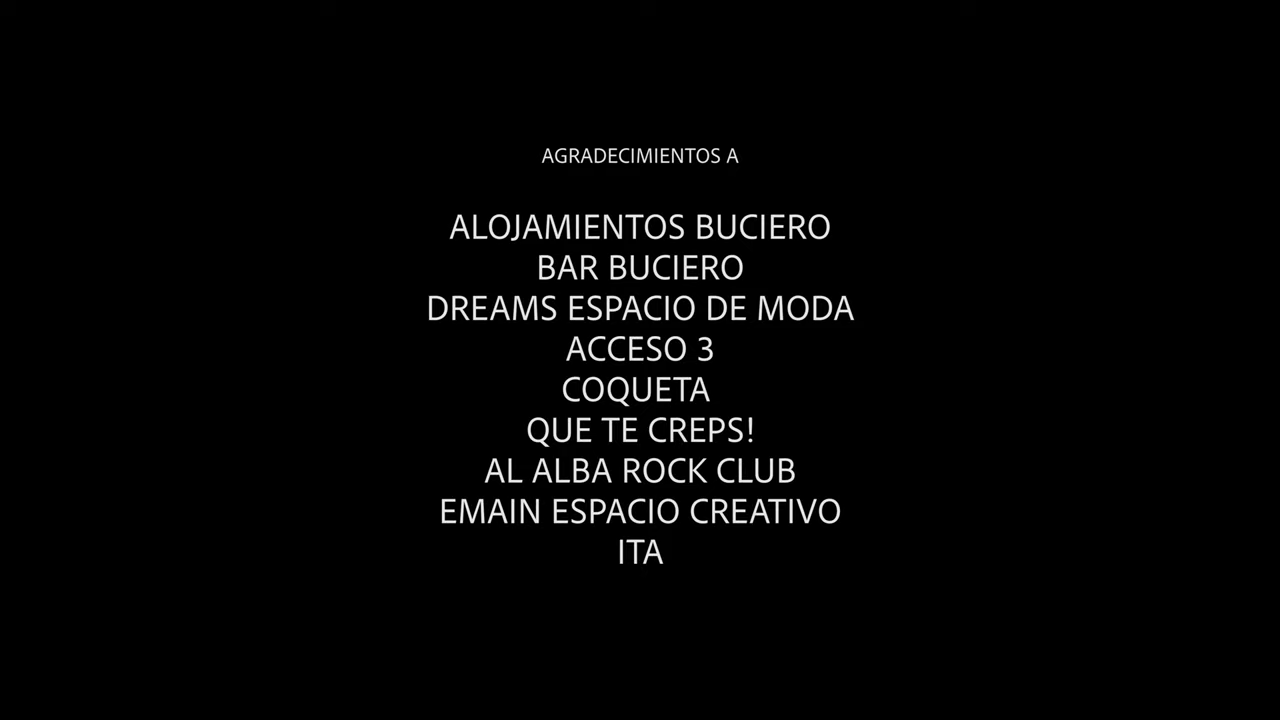 AGRADECIMIENTOS A
ALOJAMIENTOS BUCIERO
BAR BUCIERO
DREAMS ESPACIO DE MODA
ACCESO 3
COQUETA
QUE TE CREPS!
AL ALBA ROCK CLUB
EMAIN ESPACIO CREATIVO
ITA